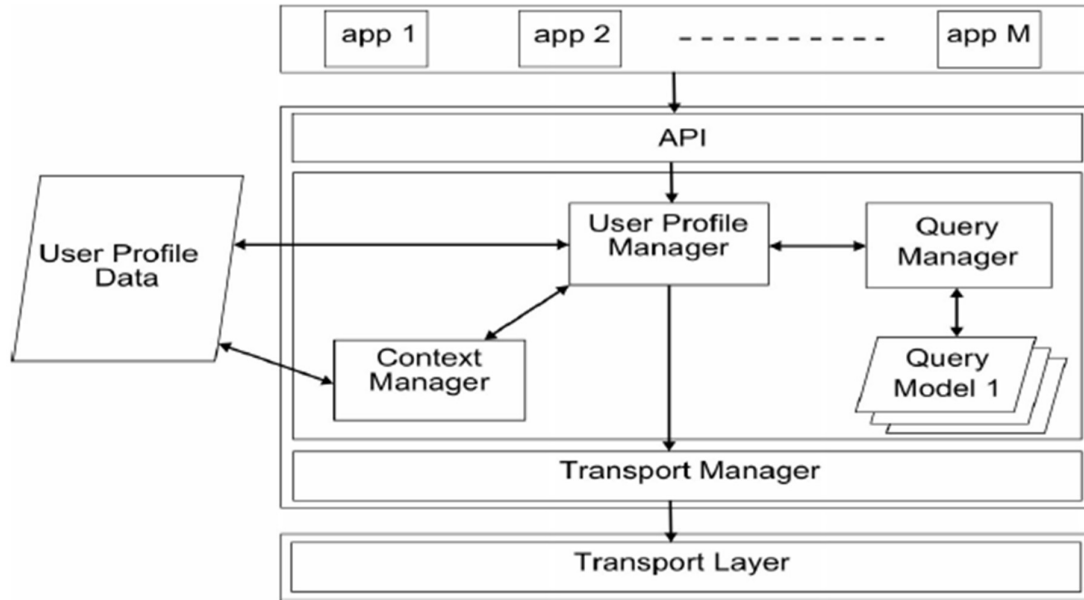 app 1
app 2
app M
API
User Profile
Manager
Query
Manager
User Profile
Data
Context
Manager
Query
Model 1
Transport Manager
Transport Layer